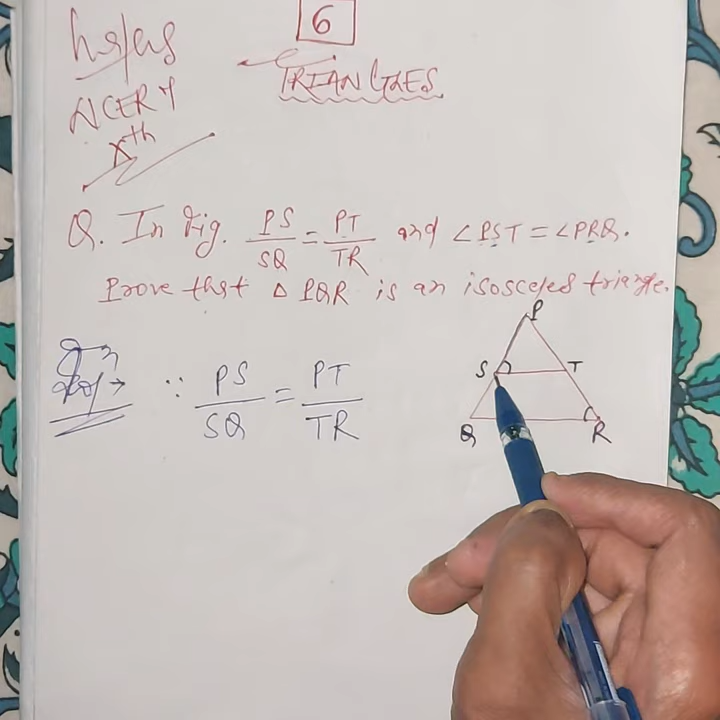 6
TRIANGLES
NCERT
Xth
Q. In Fig. PS/SQ = PT/TR and ∠PST = ∠PRQ.
Prove that △ PQR is an isosceles triangle.
∵ PS/SQ = PT/TR
P
S T
Q R